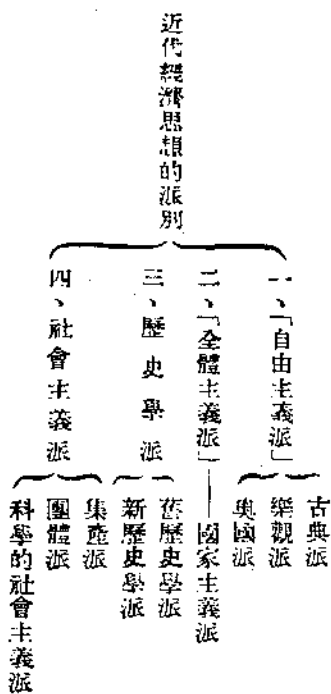 近代經濟思想的派別
一、「自由主義派」
古典派
樂觀派
奧國派
二、「全體主義派」
國家主義派
三、歷史學派
舊歷史學派
新歷史學派
四、社會主義派
集產派
團體派
科學的社會主義派